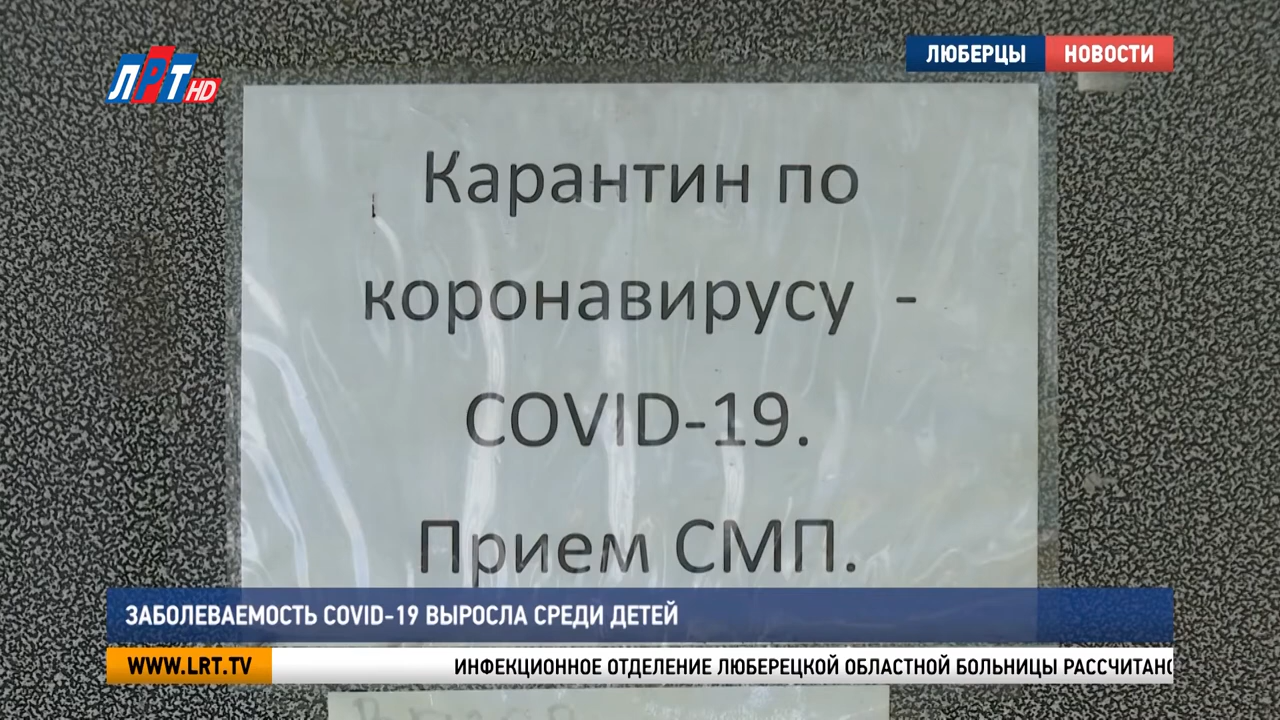 ЛРТ HD
ЛЮБЕРЦЫ НОВОСТИ
Карантин по
коронавирусу -
COVID-19.
Прием СМП.
ЗАБОЛЕВАЕМОСТЬ COVID-19 ВЫРОСЛА СРЕДИ ДЕТЕЙ
WWW.LRT.TV
ИНФЕКЦИОННОЕ ОТДЕЛЕНИЕ ЛЮБЕРЕЦКОЙ ОБЛАСТНОЙ БОЛЬНИЦЫ РАССЧИТАНО